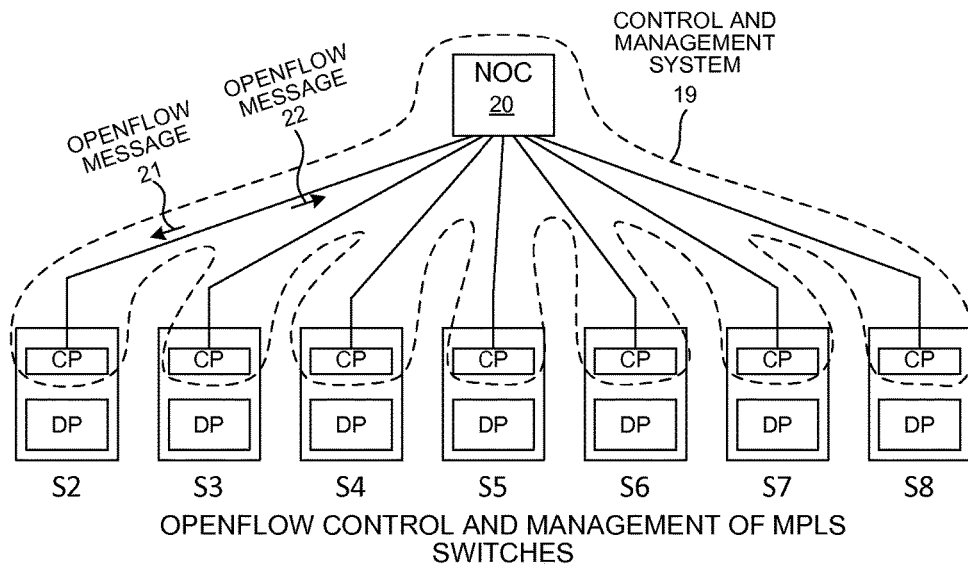 CONTROL AND
MANAGEMENT
SYSTEM
19
NOC
20
OPENFLOW
MESSAGE
22
OPENFLOW
MESSAGE
21
CP CP CP CP CP CP CP
DP DP DP DP DP DP DP
S2 S3 S4 S5 S6 S7 S8
OPENFLOW CONTROL AND MANAGEMENT OF MPLS
SWITCHES